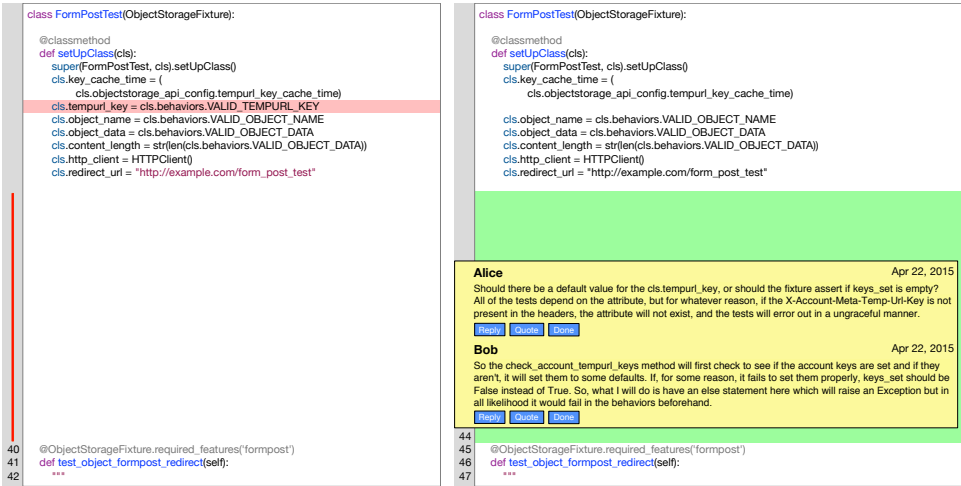 class FormPostTest(ObjectStorageFixture):
@classmethod
def setUpClass(cls):
super(FormPostTest, cls).setUpClass()
cls.key_cache_time = (
cls.objectstorage_api_config.tempurl_key_cache_time)
cls.tempurl_key = cls.behaviors.VALID_TEMPURL_KEY
cls.object_name = cls.behaviors.VALID_OBJECT_NAME
cls.object_data = cls.behaviors.VALID_OBJECT_DATA
cls.content_length = str(len(cls.behaviors.VALID_OBJECT_DATA))
cls.http_client = HTTPClient()
cls.redirect_url = "http://example.com/form_post_test"
40 @ObjectStorageFixture.required_features('formpost')
41 def test_object_formpost_redirect(self):
42 """
class FormPostTest(ObjectStorageFixture):
@classmethod
def setUpClass(cls):
super(FormPostTest, cls).setUpClass()
cls.key_cache_time = (
cls.objectstorage_api_config.tempurl_key_cache_time)
cls.object_name = cls.behaviors.VALID_OBJECT_NAME
cls.object_data = cls.behaviors.VALID_OBJECT_DATA
cls.content_length = str(len(cls.behaviors.VALID_OBJECT_DATA))
cls.http_client = HTTPClient()
cls.redirect_url = "http://example.com/form_post_test"
Alice Apr 22, 2015
Should there be a default value for the cls.tempurl_key, or should the fixture assert if keys_set is empty?
All of the tests depend on the attribute, but for whatever reason, if the X-Account-Meta-Temp-Url-Key is not
present in the headers, the attribute will not exist, and the tests will error out in a ungraceful manner.
Reply Quote Done
Bob Apr 22, 2015
So the check_account_tempurl_keys method will first check to see if the account keys are set and if they
aren't, it will set them to some defaults. If, for some reason, it fails to set them properly, keys_set should be
False instead of True. So, what I will do is have an else statement here which will raise an Exception but in
all likelihood it would fail in the behaviors beforehand.
Reply Quote Done
44
45 @ObjectStorageFixture.required_features('formpost')
46 def test_object_formpost_redirect(self):
47 """